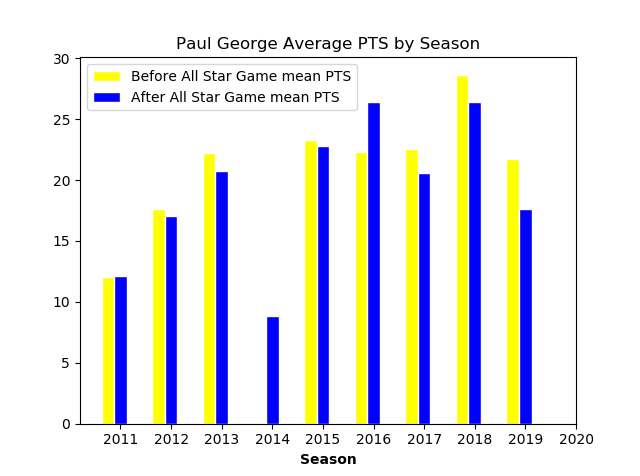 Paul George Average PTS by Season
Before All Star Game mean PTS
After All Star Game mean PTS
30
25
20
15
10
5
0
2011 2012 2013 2014 2015 2016 2017 2018 2019 2020
Season